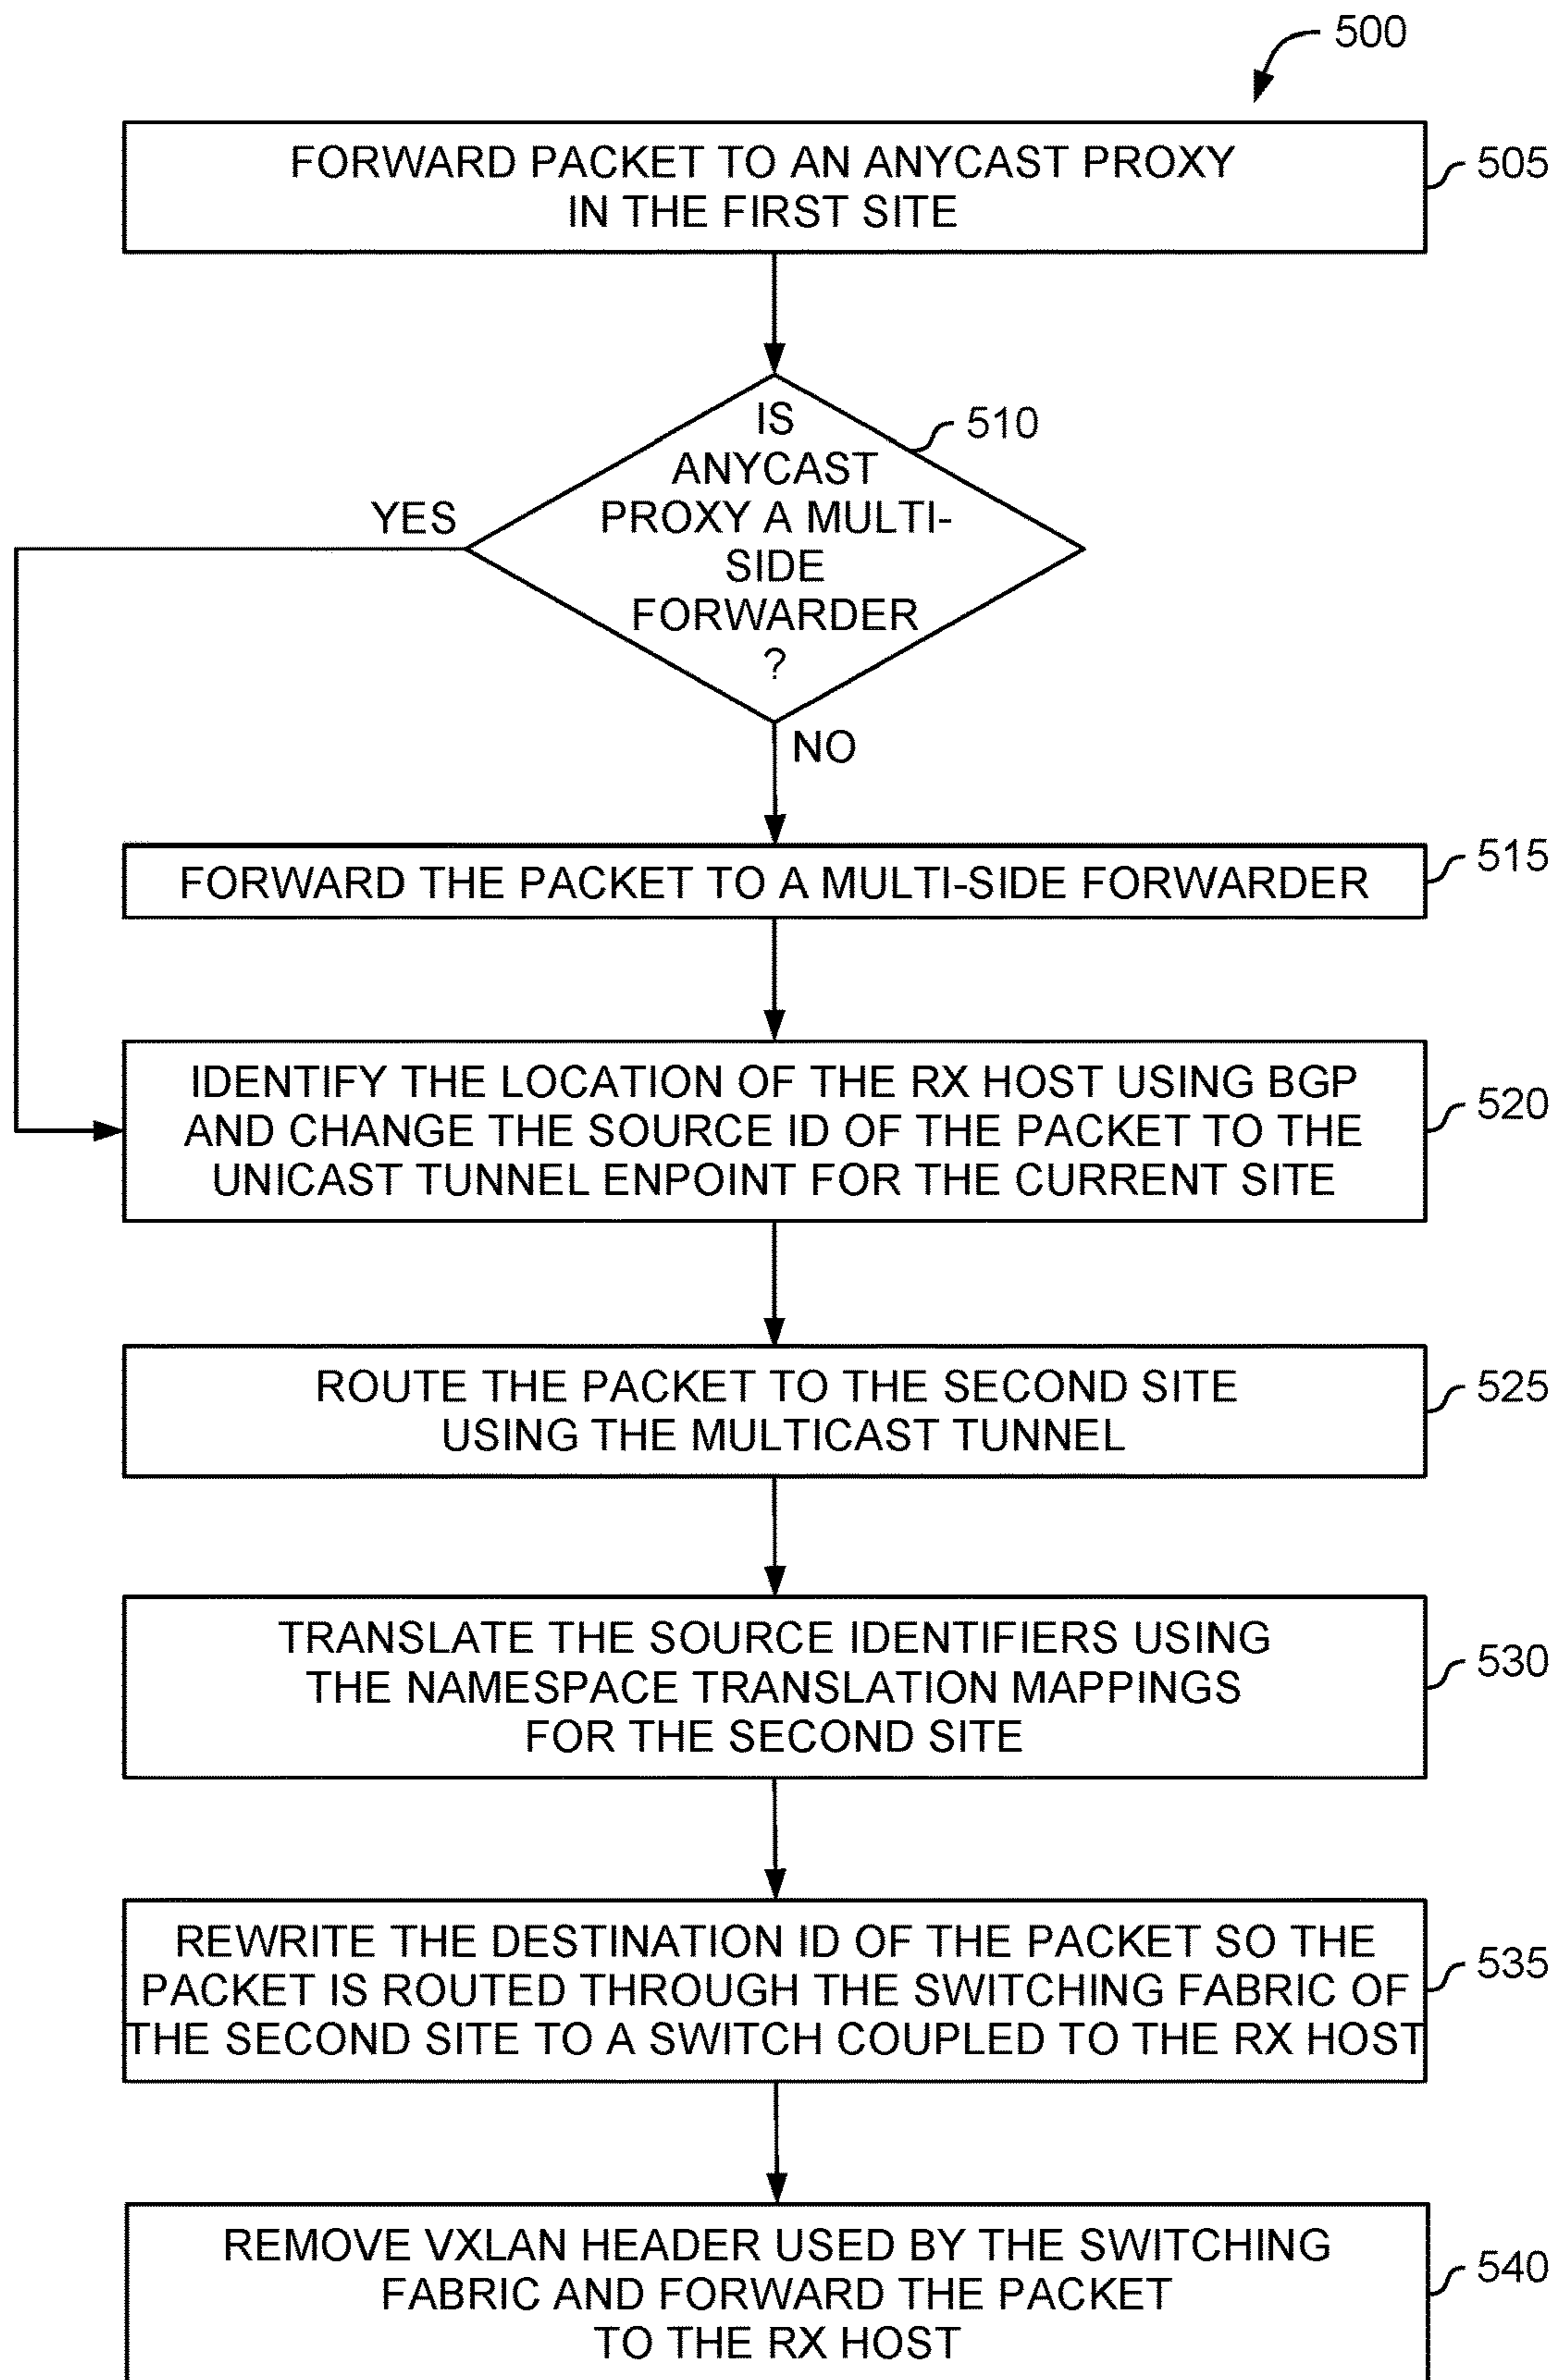 500
FORWARD PACKET TO AN ANYCAST PROXY
IN THE FIRST SITE
505
IS
ANYCAST
PROXY A MULTI-
SIDE
FORWARDER
?
510
YES
NO
FORWARD THE PACKET TO A MULTI-SIDE FORWARDER
515
IDENTIFY THE LOCATION OF THE RX HOST USING BGP
AND CHANGE THE SOURCE ID OF THE PACKET TO THE
UNICAST TUNNEL ENPOINT FOR THE CURRENT SITE
520
ROUTE THE PACKET TO THE SECOND SITE
USING THE MULTICAST TUNNEL
525
TRANSLATE THE SOURCE IDENTIFIERS USING
THE NAMESPACE TRANSLATION MAPPINGS
FOR THE SECOND SITE
530
REWRITE THE DESTINATION ID OF THE PACKET SO THE
PACKET IS ROUTED THROUGH THE SWITCHING FABRIC OF
THE SECOND SITE TO A SWITCH COUPLED TO THE RX HOST
535
REMOVE VXLAN HEADER USED BY THE SWITCHING
FABRIC AND FORWARD THE PACKET
TO THE RX HOST
540